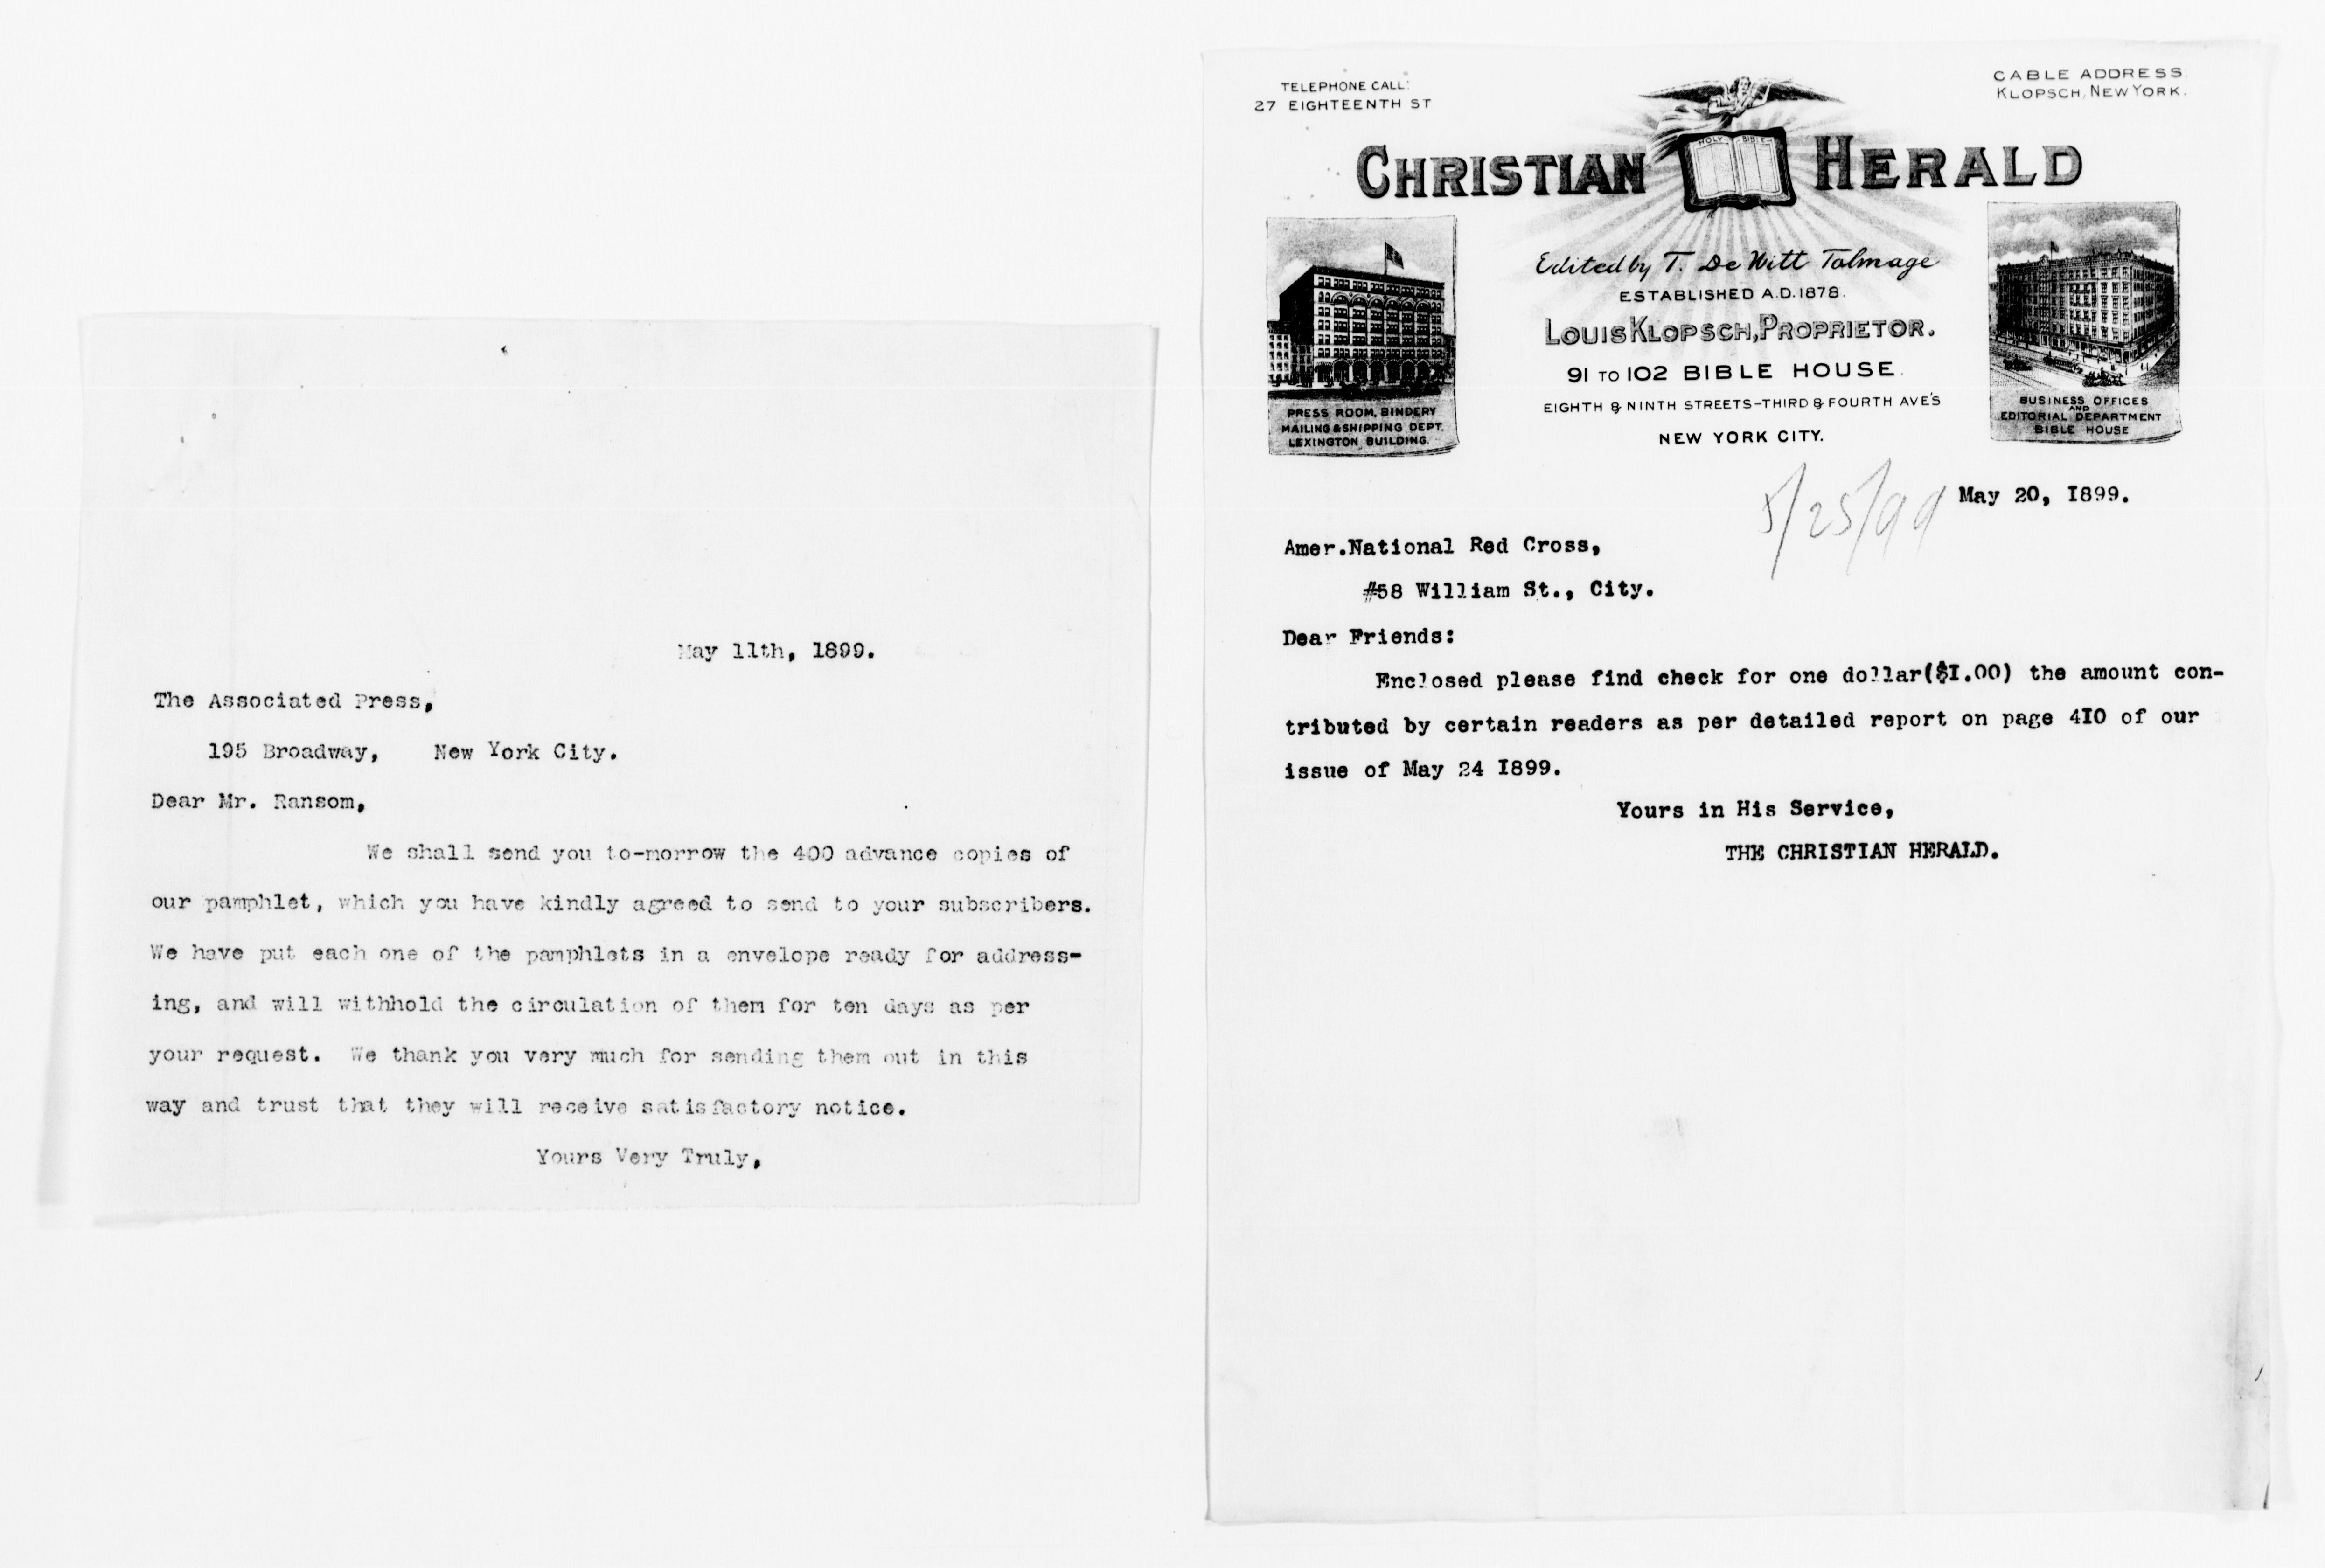 May 11th, 1899.
The Associated Press,
195 Broadway, New York City.
Dear Mr. Ransom,
We shall send you to-morrow the 400 advance copies of
our pamphlet, which you have kindly agreed to send to your subscribers.
We have put each one of the pamphlets in a envelope ready for address-
ing, and will withhold the circulation of them for ten days as per
your request. We thank you very much for sending them out in this
way and trust that they will receive satisfactory notice.
Yours Very Truly,
TELEPHONE CALL:
27 EIGHTEENTH ST
CABLE ADDRESS:
KLOPSCH, NEW YORK.
HOLY BIBLE
CHRISTIAN HERALD
Edited by T. De Witt Talmage
ESTABLISHED A.D. 1878.
LOUIS KLOPSCH, PROPRIETOR.
91 TO 102 BIBLE HOUSE.
EIGHTH & NINTH STREETS-THIRD & FOURTH AVE'S
NEW YORK CITY.
PRESS ROOM, BINDERY
MAILING & SHIPPING DEPT.
LEXINGTON BUILDING.
BUSINESS OFFICES
AND
EDITORIAL DEPARTMENT
BIBLE HOUSE
5/25/99
May 20, I899.
Amer.National Red Cross,
#58 William St., City.
Dear Friends:
Enclosed please find check for one dollar($I.00) the amount con-
tributed by certain readers as per detailed report on page 4I0 of our
issue of May 24 I899.
Yours in His Service,
THE CHRISTIAN HERALD.